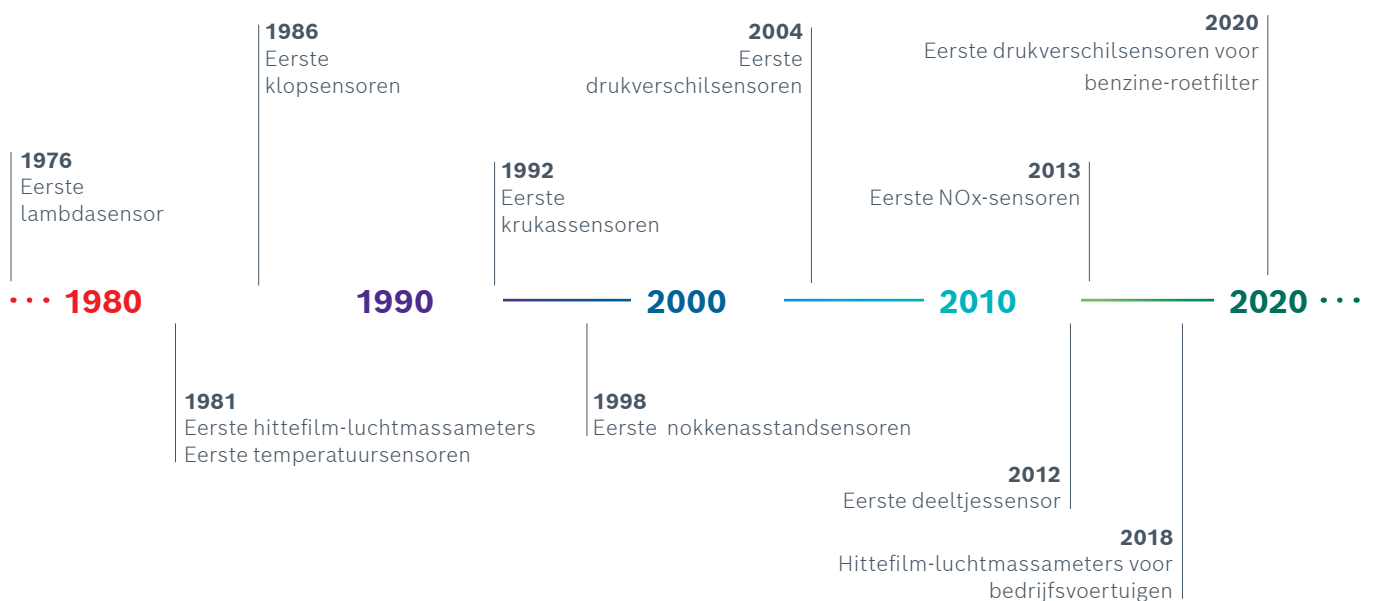 1986
Eerste
klopsensoren
2004
Eerste
drukverschilsensoren
2020
Eerste drukverschilsensoren voor
benzine-roetfilter
1976
Eerste
lambdasensor
1992
Eerste
krukassensoren
2013
Eerste NOx-sensoren
··· 1980 1990 2000 2010 2020 ···
1981
Eerste hittefilm-luchtmassameters
Eerste temperatuursensoren
1998
Eerste nokkenasstandsensoren
2012
Eerste deeltjessensor
2018
Hittefilm-luchtmassameters voor
bedrijfsvoertuigen